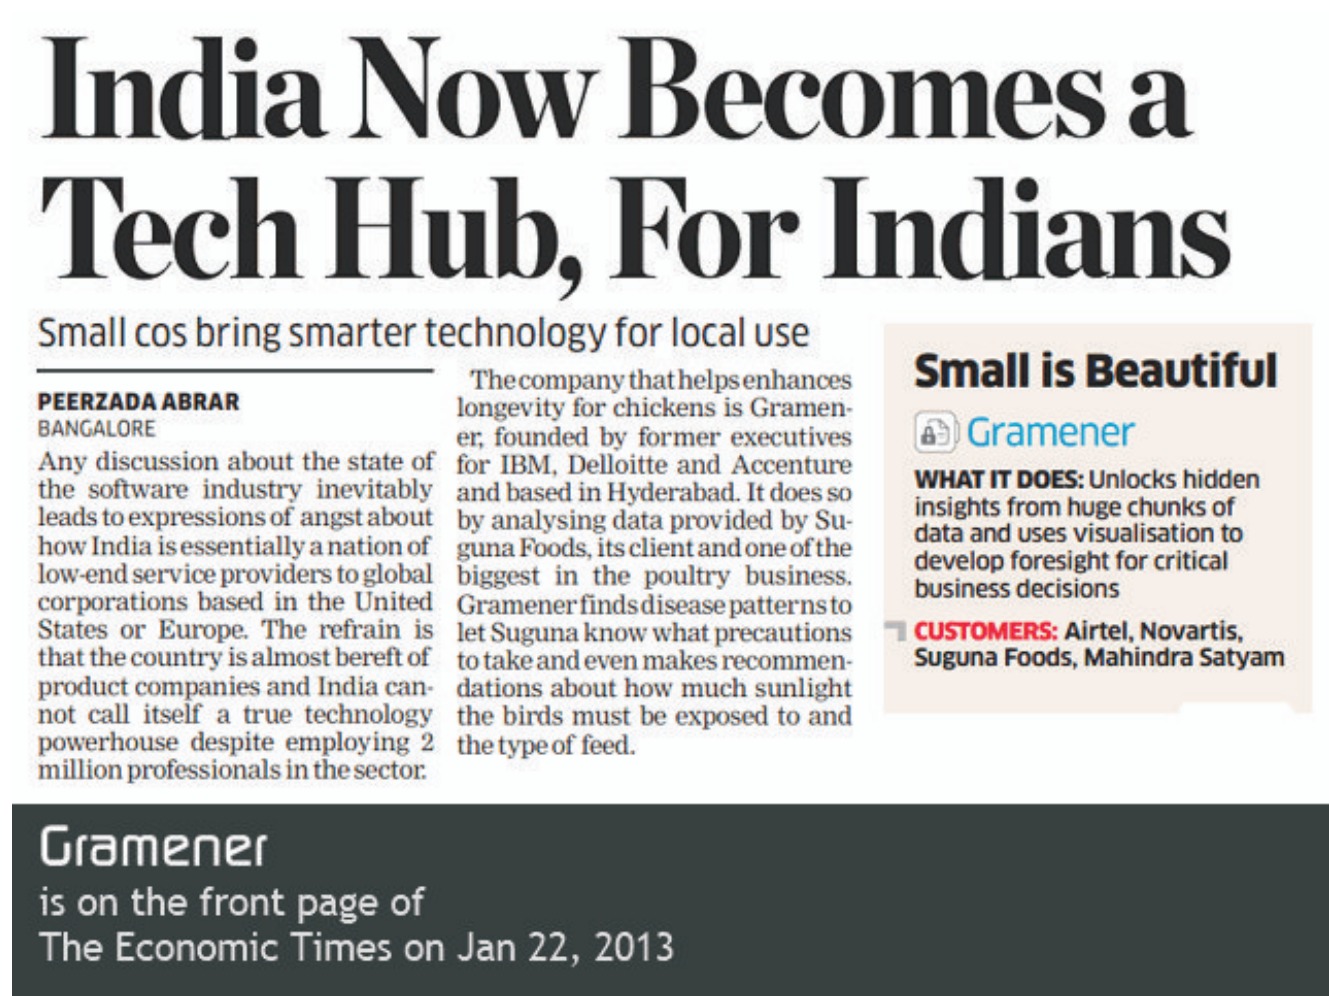 India Now Becomes a
Tech Hub, For Indians
Small cos bring smarter technology for local use
PEERZADA ABRAR
BANGALORE
Any discussion about the state of
the software industry inevitably
leads to expressions of angst about
how India is essentially a nation of
low-end service providers to global
corporations based in the United
States or Europe. The refrain is
that the country is almost bereft of
product companies and India can-
not call itself a true technology
powerhouse despite employing 2
million professionals in the sector.
The company that helps enhances
longevity for chickens is Gramen-
er, founded by former executives
for IBM, Delloitte and Accenture
and based in Hyderabad. It does so
by analysing data provided by Su-
guna Foods, its client and one of the
biggest in the poultry business.
Gramener finds disease patterns to
let Suguna know what precautions
to take and even makes recommen-
dations about how much sunlight
the birds must be exposed to and
the type of feed.
Small is Beautiful
Gramener
WHAT IT DOES: Unlocks hidden
insights from huge chunks of
data and uses visualisation to
develop foresight for critical
business decisions
CUSTOMERS: Airtel, Novartis,
Suguna Foods, Mahindra Satyam
Gramener
is on the front page of
The Economic Times on Jan 22, 2013